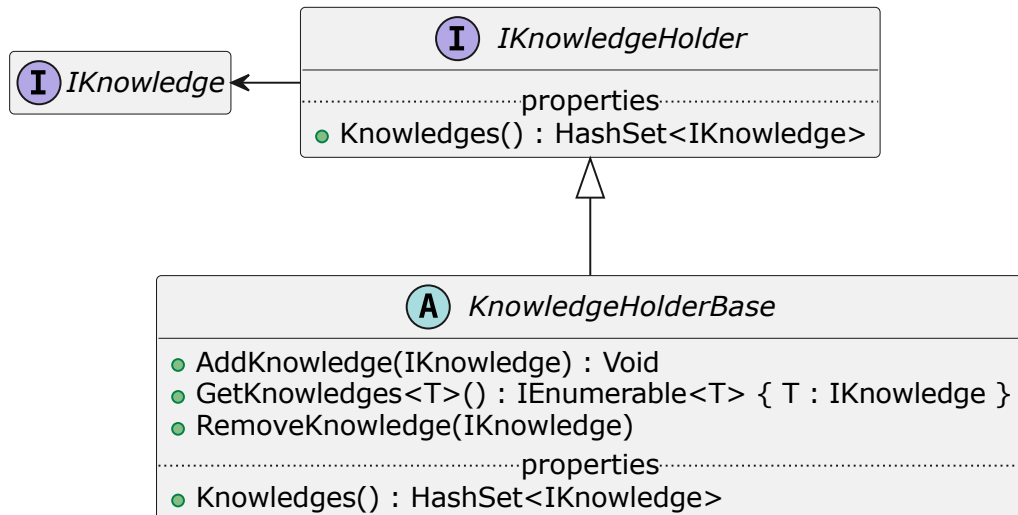 I IKnowledgeHolder
I IKnowledge
properties
Knowledges() : HashSet<IKnowledge>
A KnowledgeHolderBase
AddKnowledge(IKnowledge) : Void
GetKnowledges<T>() : IEnumerable<T> { T : IKnowledge }
RemoveKnowledge(IKnowledge)
properties
Knowledges() : HashSet<IKnowledge>